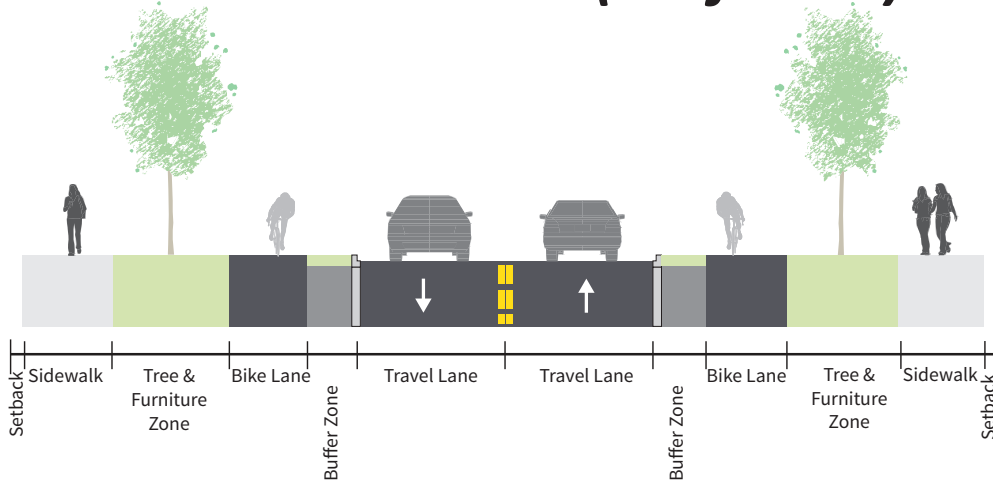 Setback
Sidewalk
Tree &
Furniture
Zone
Bike Lane
Buffer Zone
Travel Lane
Travel Lane
Buffer Zone
Bike Lane
Tree &
Furniture
Zone
Sidewalk
Setback